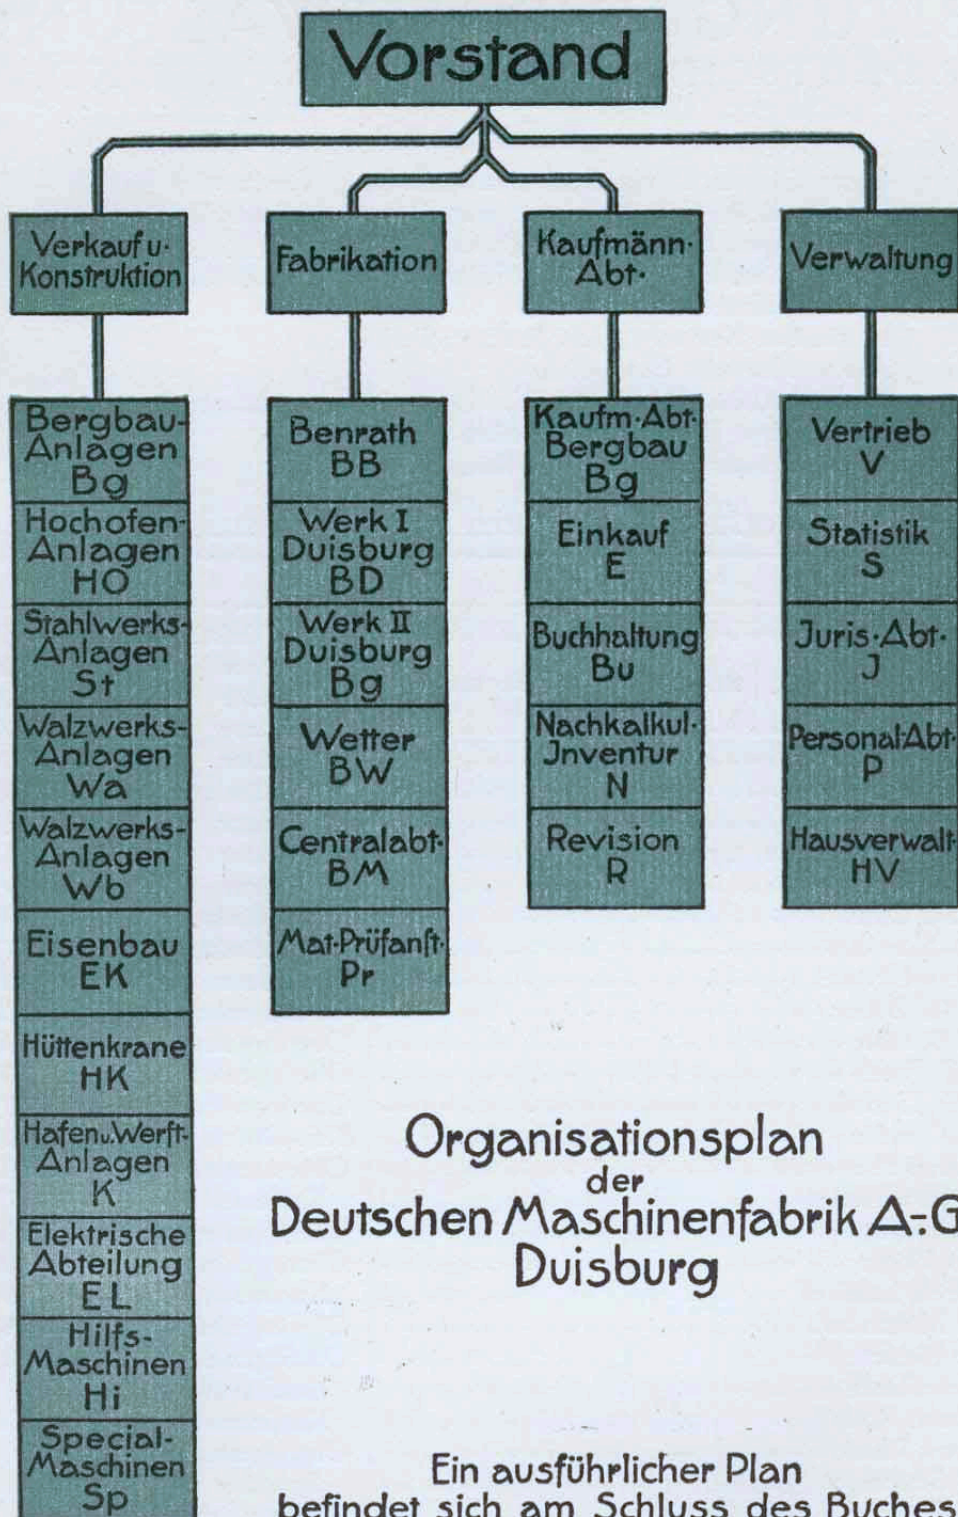 Vorstand
Verkauf u.
Konstruktion
Fabrikation
Kaufmänn.
Abt.
Verwaltung
Bergbau-
Anlagen
Bg
Hochofen-
Anlagen
HO
Stahlwerks-
Anlagen
St
Walzwerks-
Anlagen
Wa
Walzwerks-
Anlagen
Wb
Eisenbau
EK
Hüttenkrane
HK
Hafen u. Werft-
Anlagen
K
Elektrische
Abteilung
EL
Hilfs-
Maschinen
Hi
Special-
Maschinen
Sp
Benrath
BB
Werk I
Duisburg
BD
Werk II
Duisburg
Bg
Wetter
BW
Centralabt.
BM
Mat.Prüfanst.
Pr
Kaufm.Abt.
Bergbau
Bg
Einkauf
E
Buchhaltung
Bu
Nachkalkul.
Jnventur
N
Revision
R
Vertrieb
V
Statistik
S
Juris.Abt.
J
Personal.Abt.
P
Hausverwalt.
HV
Organisationsplan
der
Deutschen Maschinenfabrik A.-G
Duisburg
Ein ausführlicher Plan
befindet sich am Schluss des Buches